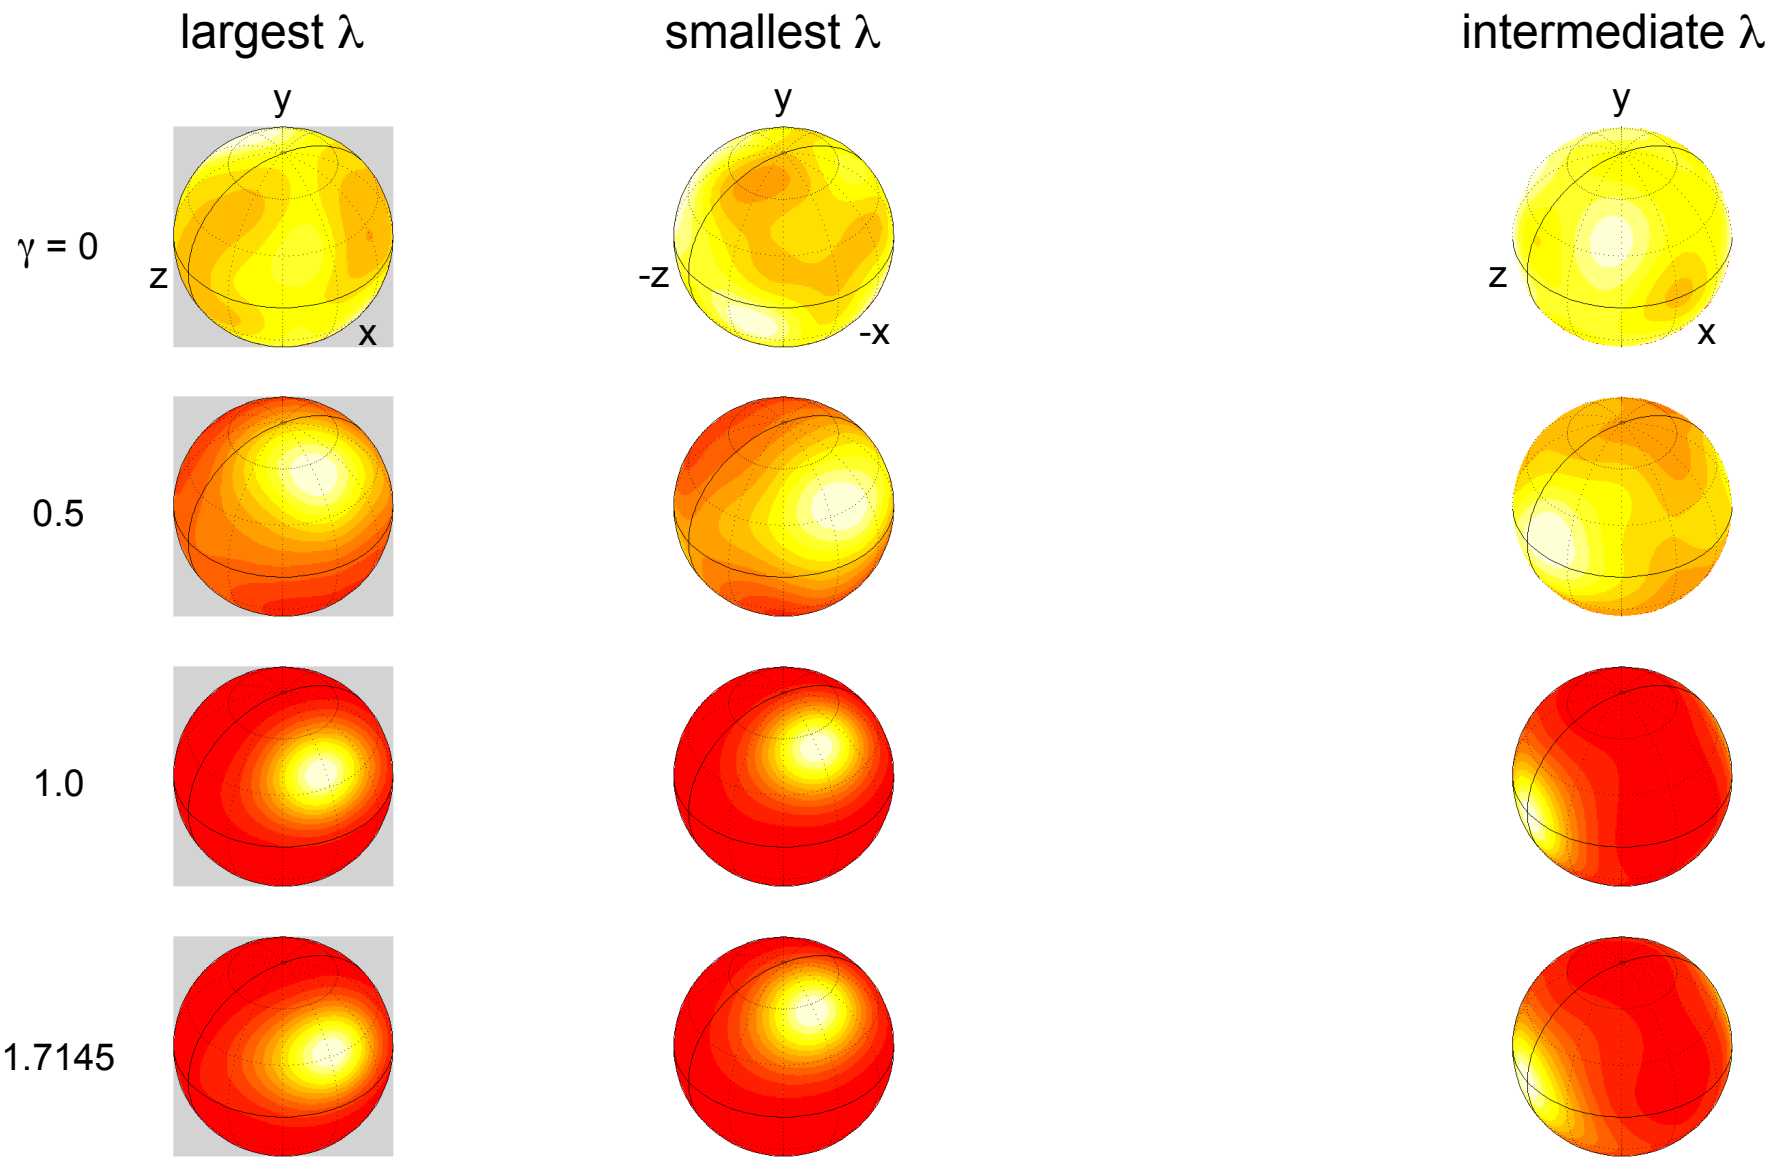 largest λ smallest λ intermediate λ
y y y
γ = 0
z -z z
x -x x
0.5
1.0
1.7145